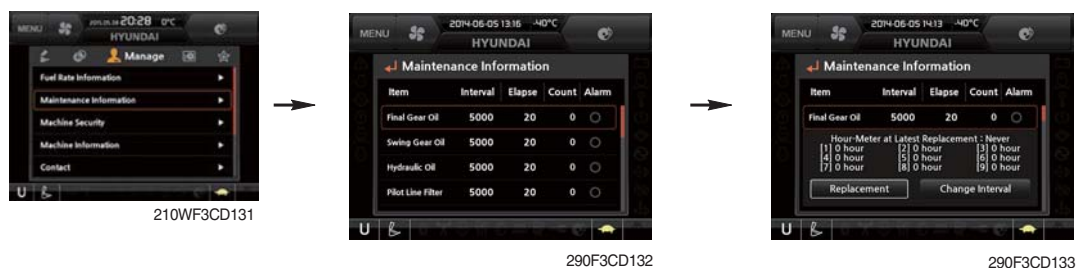 MENU 20:28 0°C
HYUNDAI
Manage
Fuel Rate Information
Maintenance Information
Machine Security
Machine Information
Contact
U
210WF3CD131
MENU 2014-06-05 13:16 -40°C
HYUNDAI
Maintenance Information
Item Interval Elapse Count Alarm
Final Gear Oil 5000 20 0
Swing Gear Oil 5000 20 0
Hydraulic Oil 5000 20 0
Pilot Line Filter 5000 20 0
U
290F3CD132
MENU 2014-06-05 14:13 -40°C
HYUNDAI
Maintenance Information
Item Interval Elapse Count Alarm
Final Gear Oil 5000 20 0
Hour-Meter at Latest Replacement : Never
[1] 0 hour [2] 0 hour [3] 0 hour
[4] 0 hour [5] 0 hour [6] 0 hour
[7] 0 hour [8] 0 hour [9] 0 hour
Replacement Change Interval
U
290F3CD133